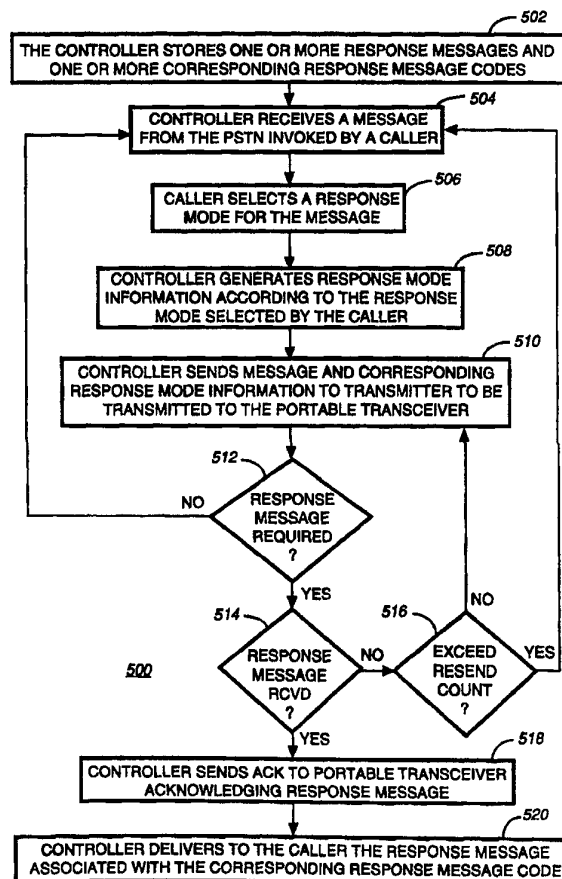 502
THE CONTROLLER STORES ONE OR MORE RESPONSE MESSAGES AND
ONE OR MORE CORRESPONDING RESPONSE MESSAGE CODES
504
CONTROLLER RECEIVES A MESSAGE
FROM THE PSTN INVOKED BY A CALLER
506
CALLER SELECTS A RESPONSE
MODE FOR THE MESSAGE
508
CONTROLLER GENERATES RESPONSE MODE
INFORMATION ACCORDING TO THE RESPONSE
MODE SELECTED BY THE CALLER
510
CONTROLLER SENDS MESSAGE AND CORRESPONDING
RESPONSE MODE INFORMATION TO TRANSMITTER TO BE
TRANSMITTED TO THE PORTABLE TRANSCEIVER
512
NO
RESPONSE
MESSAGE
REQUIRED
?
YES
514
RESPONSE
MESSAGE
RCVD
?
NO
516
NO
EXCEED
RESEND
COUNT
?
YES
500
YES
518
CONTROLLER SENDS ACK TO PORTABLE TRANSCEIVER
ACKNOWLEDGING RESPONSE MESSAGE
520
CONTROLLER DELIVERS TO THE CALLER THE RESPONSE MESSAGE
ASSOCIATED WITH THE CORRESPONDING RESPONSE MESSAGE CODE